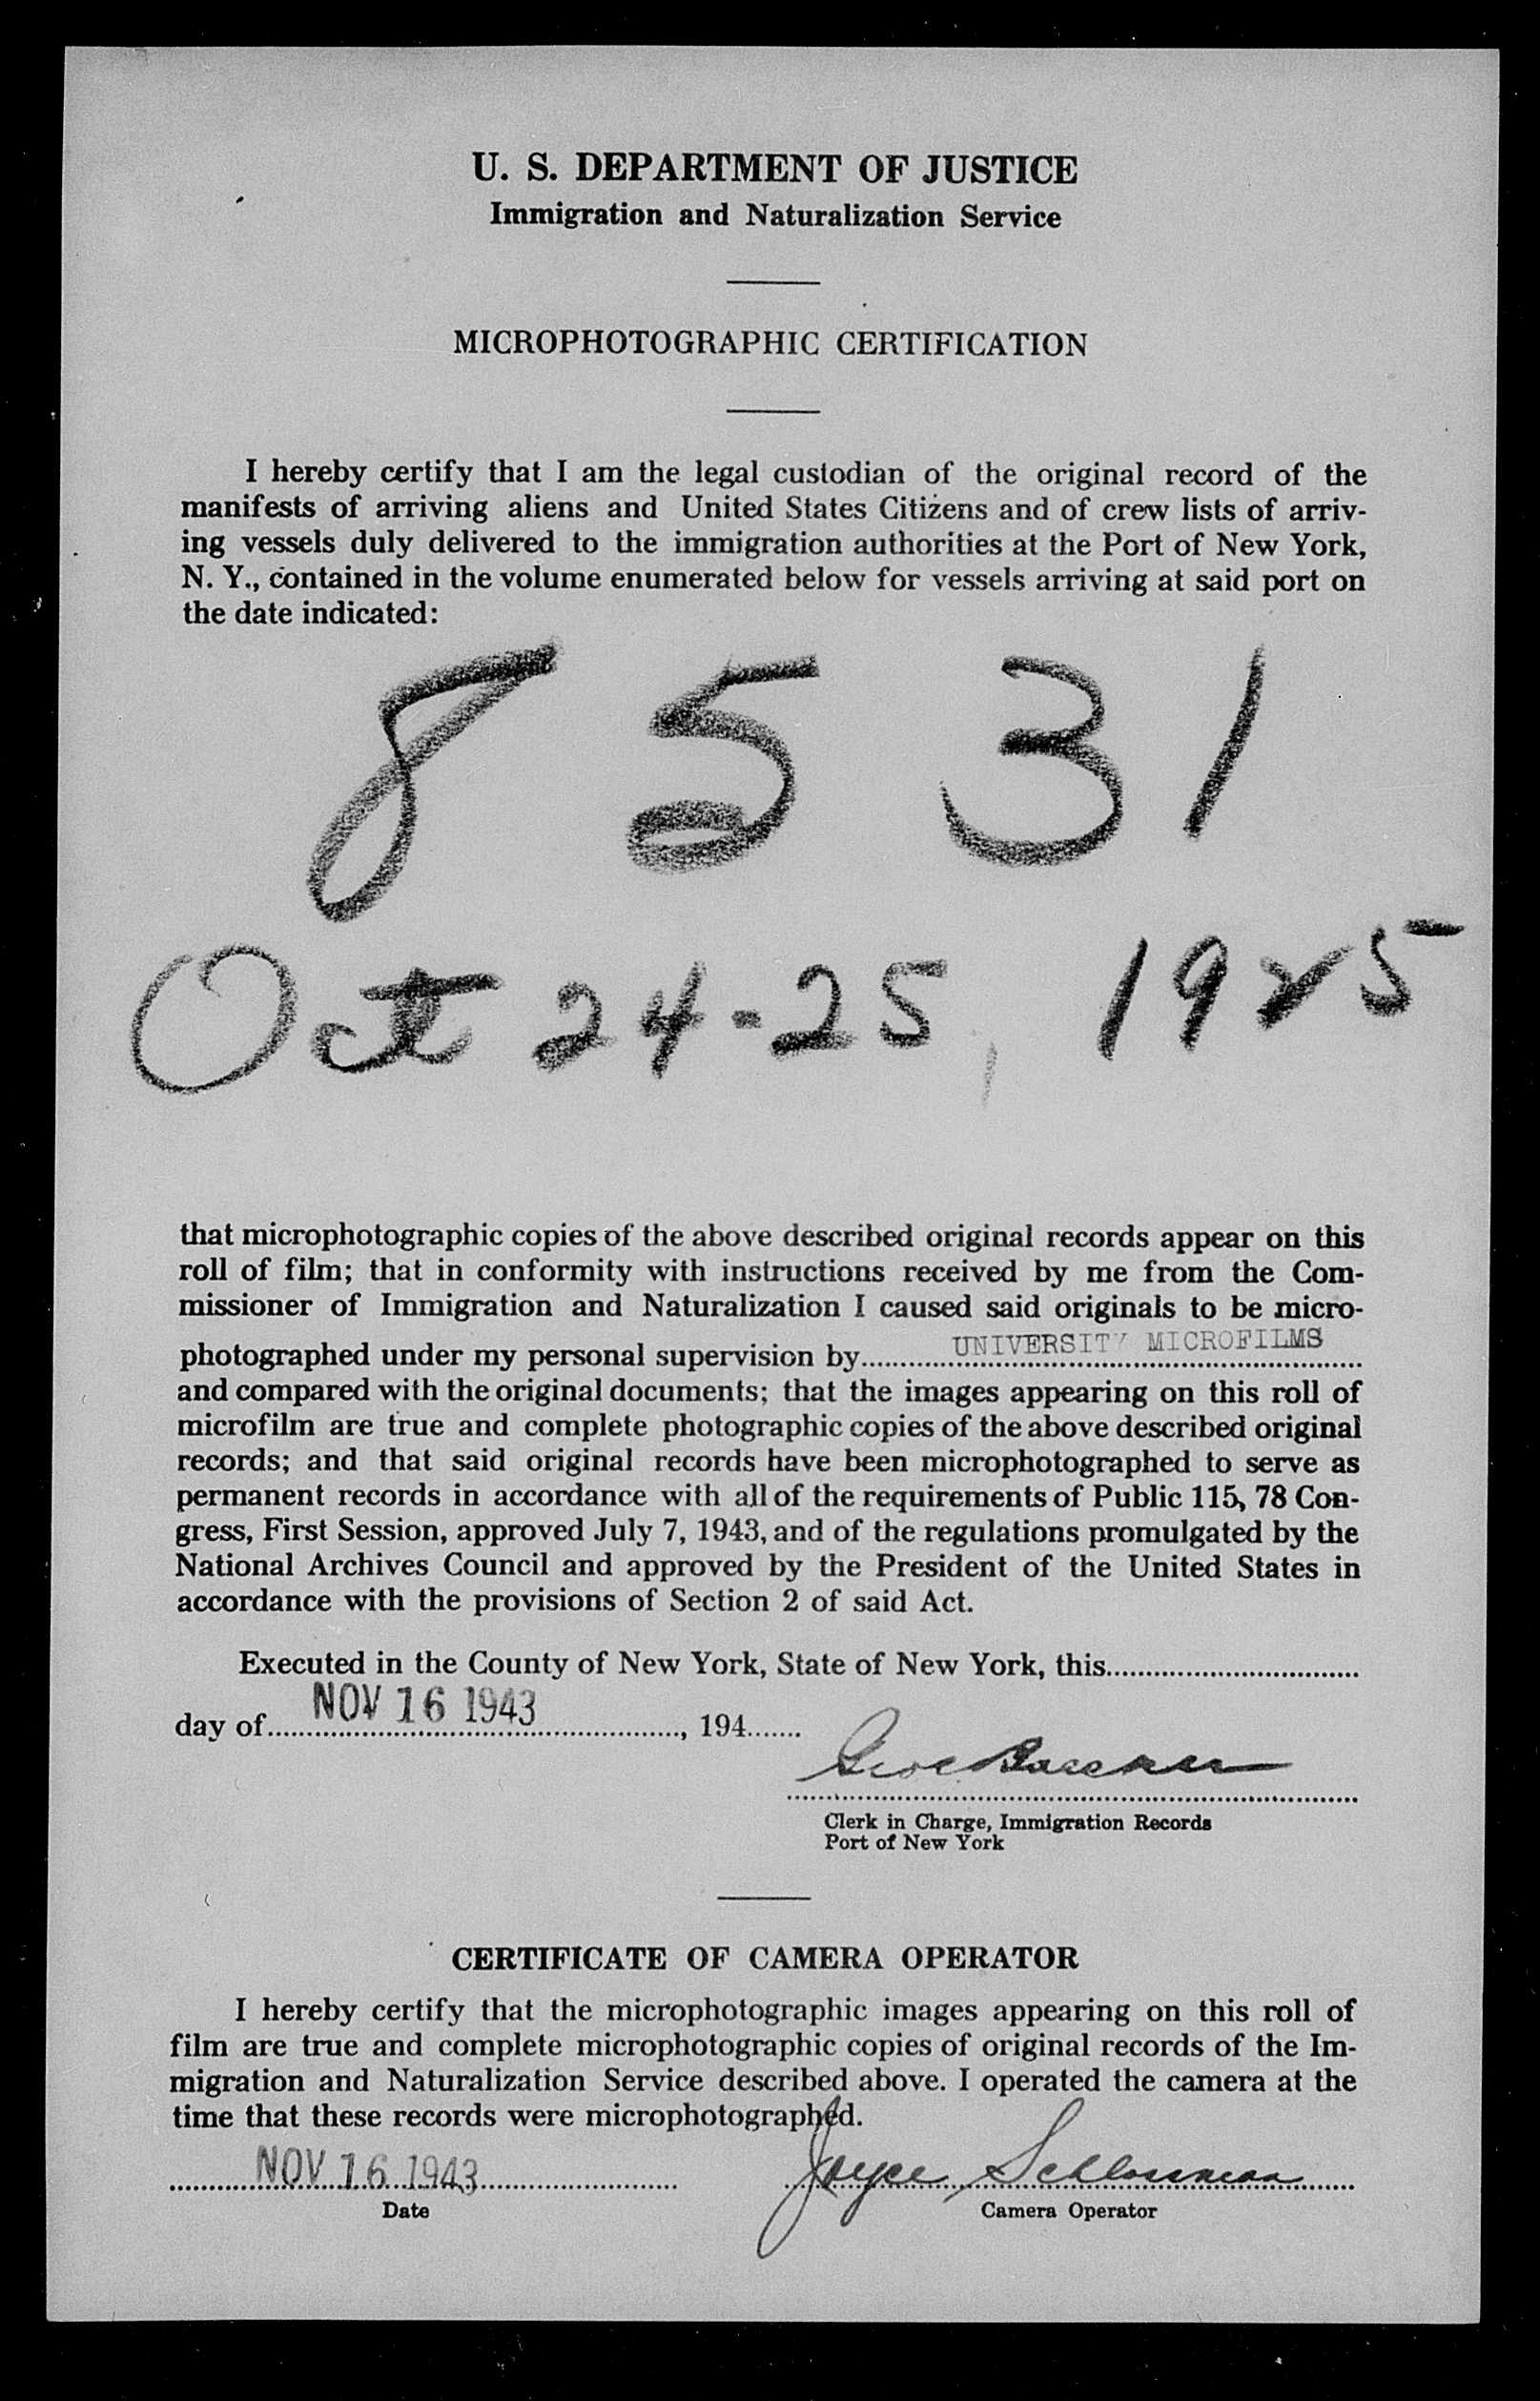 U. S. DEPARTMENT OF JUSTICE
Immigration and Naturalization Service
MICROPHOTOGRAPHIC CERTIFICATION
I hereby certify that I am the legal custodian of the original record of the
manifests of arriving aliens and United States Citizens and of crew lists of arriv-
ing vessels duly delivered to the immigration authorities at the Port of New York,
N. Y., contained in the volume enumerated below for vessels arriving at said port on
the date indicated:
8 5 3 1
Oct 24-25, 1925
that microphotographic copies of the above described original records appear on this
roll of film; that in conformity with instructions received by me from the Com-
missioner of Immigration and Naturalization I caused said originals to be micro-
photographed under my personal supervision by UNIVERSITY MICROFILMS
and compared with the original documents; that the images appearing on this roll of
microfilm are true and complete photographic copies of the above described original
records; and that said original records have been microphotographed to serve as
permanent records in accordance with all of the requirements of Public 115, 78 Con-
gress, First Session, approved July 7, 1943, and of the regulations promulgated by the
National Archives Council and approved by the President of the United States in
accordance with the provisions of Section 2 of said Act.
Executed in the County of New York, State of New York, this
day of NOV 16 1943, 194
Clerk in Charge, Immigration Records
Port of New York
CERTIFICATE OF CAMERA OPERATOR
I hereby certify that the microphotographic images appearing on this roll of
film are true and complete microphotographic copies of original records of the Im-
migration and Naturalization Service described above. I operated the camera at the
time that these records were microphotographed.
NOV 16 1943 Joyce Schlossman
Date Camera Operator